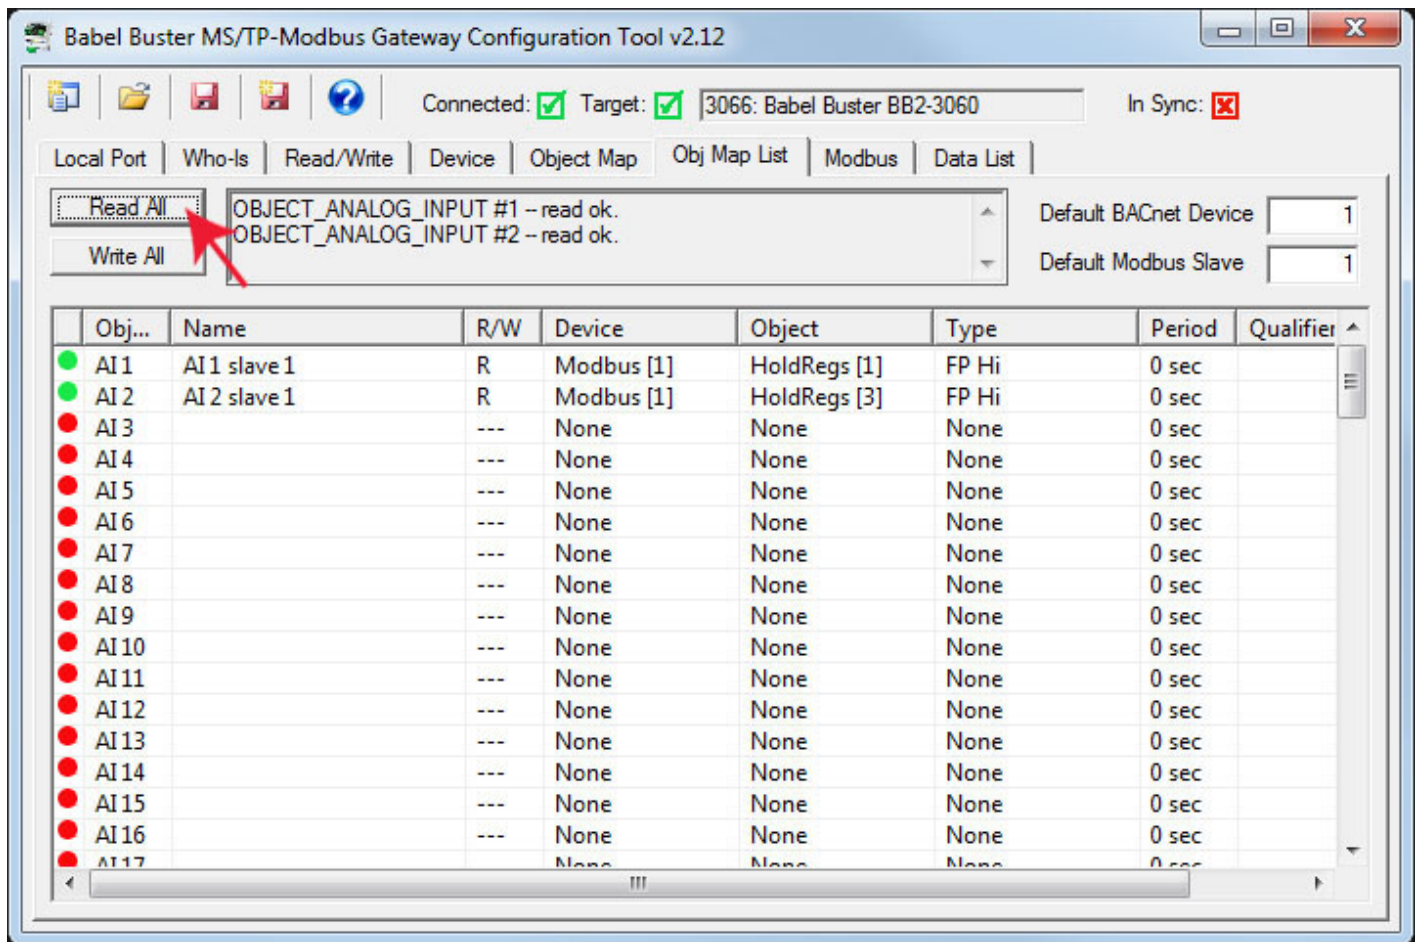 Babel Buster MS/TP-Modbus Gateway Configuration Tool v2.12
Connected: Target: 3066: Babel Buster BB2-3060 In Sync:
Local Port Who-Is Read/Write Device Object Map Obj Map List Modbus Data List
Read All
Write All
OBJECT_ANALOG_INPUT #1 -- read ok.
OBJECT_ANALOG_INPUT #2 -- read ok.
Default BACnet Device 1
Default Modbus Slave 1
Obj... Name R/W Device Object Type Period Qualifier
AI 1 AI 1 slave 1 R Modbus [1] HoldRegs [1] FP Hi 0 sec
AI 2 AI 2 slave 1 R Modbus [1] HoldRegs [3] FP Hi 0 sec
AI 3 --- None None None 0 sec
AI 4 --- None None None 0 sec
AI 5 --- None None None 0 sec
AI 6 --- None None None 0 sec
AI 7 --- None None None 0 sec
AI 8 --- None None None 0 sec
AI 9 --- None None None 0 sec
AI 10 --- None None None 0 sec
AI 11 --- None None None 0 sec
AI 12 --- None None None 0 sec
AI 13 --- None None None 0 sec
AI 14 --- None None None 0 sec
AI 15 --- None None None 0 sec
AI 16 --- None None None 0 sec
AI 17 None None None 0 sec